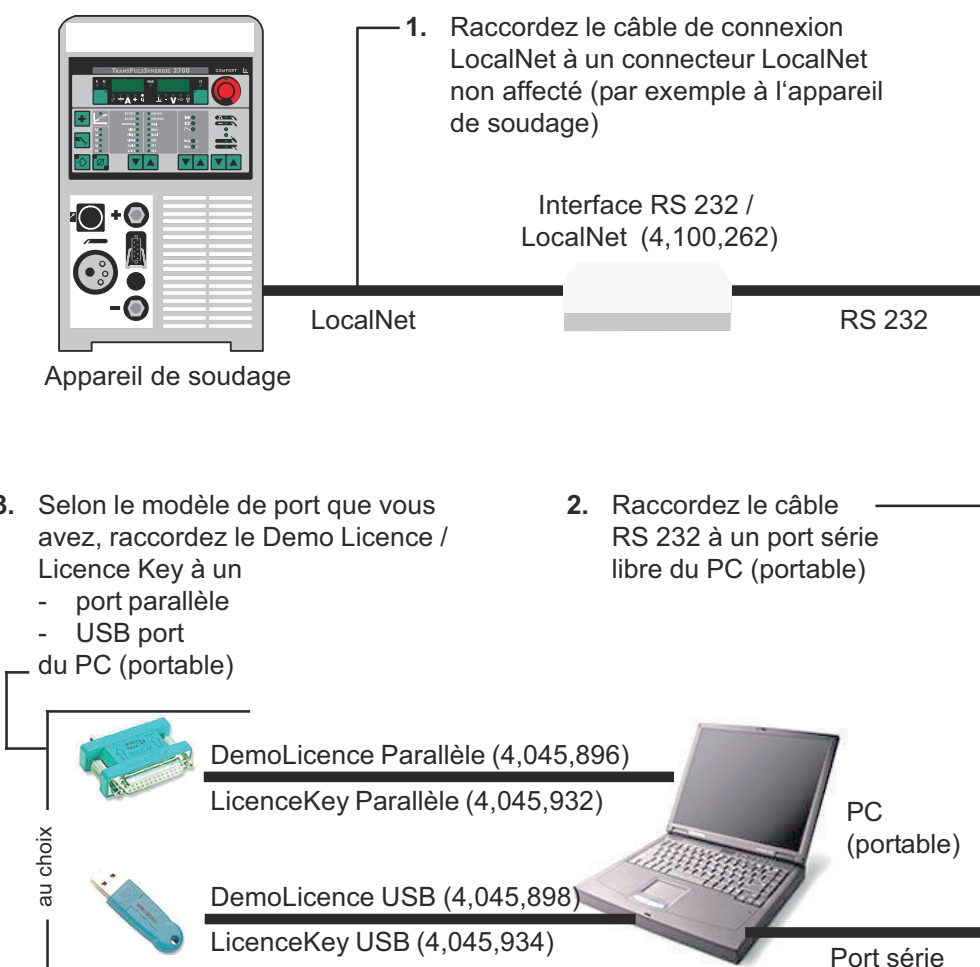 1. Raccordez le câble de connexion
LocalNet à un connecteur LocalNet
non affecté (par exemple à l'appareil
de soudage)
TRANSPULSSYNERGIC 2700
COMFORT
A
V
+
-
Interface RS 232 /
LocalNet (4,100,262)
LocalNet
RS 232
Appareil de soudage
3. Selon le modèle de port que vous
avez, raccordez le Demo Licence /
Licence Key à un
- port parallèle
- USB port
du PC (portable)
2. Raccordez le câble
RS 232 à un port série
libre du PC (portable)
au choix
DemoLicence Parallèle (4,045,896)
LicenceKey Parallèle (4,045,932)
DemoLicence USB (4,045,898)
LicenceKey USB (4,045,934)
PC
(portable)
Port série